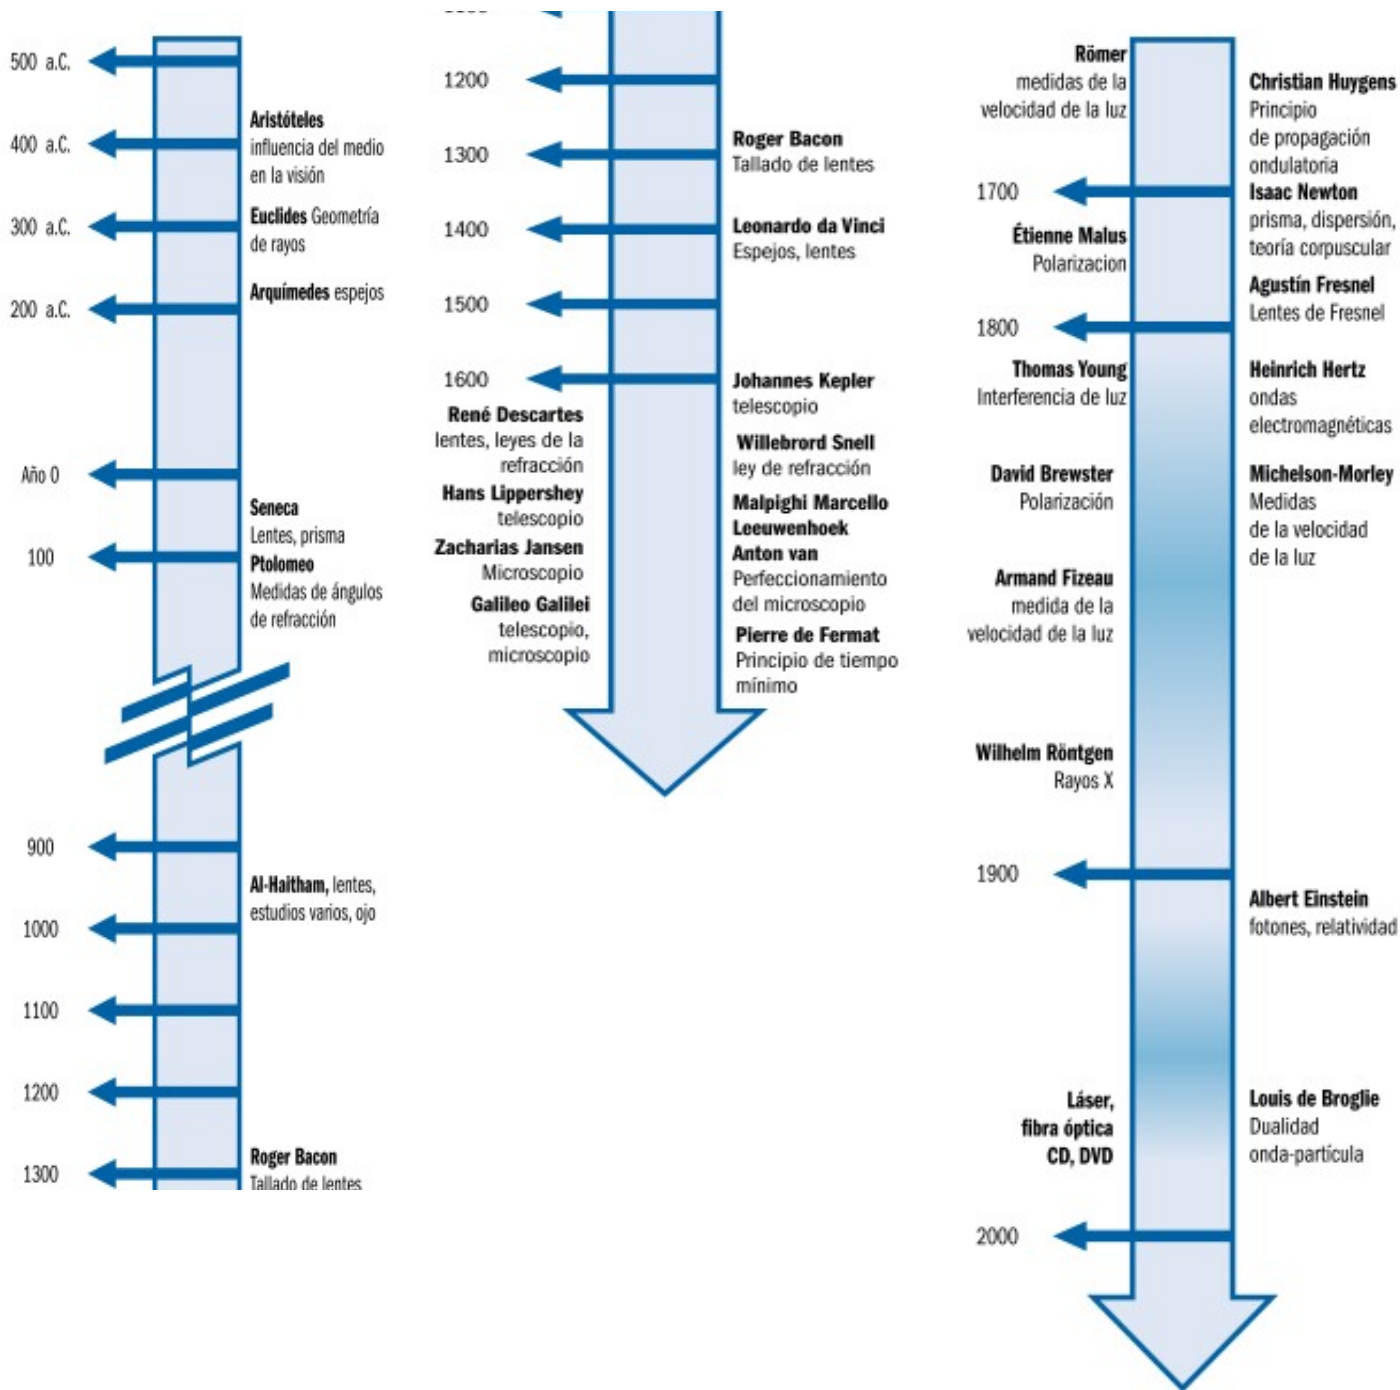 500 a.C.
Aristóteles
400 a.C.
influencia del medio
en la visión
300 a.C.
Euclides Geometría
de rayos
Arquímedes espejos
200 a.C.
Año 0
Seneca
Lentes, prisma
100
Ptolomeo
Medidas de ángulos
de refracción
900
Al-Haitham, lentes,
estudios varios, ojo
1000
1100
1200
Roger Bacon
1300
Tallado de lentes
1200
Roger Bacon
1300
Tallado de lentes
1400
Leonardo da Vinci
Espejos, lentes
1500
1600
René Descartes
lentes, leyes de la
refracción
Hans Lippershey
telescopio
Zacharias Jansen
Microscopio
Galileo Galilei
telescopio,
microscopio
Johannes Kepler
telescopio
Willebrord Snell
ley de refracción
Malpighi Marcello
Leeuwenhoek
Anton van
Perfeccionamiento
del microscopio
Pierre de Fermat
Principio de tiempo
mínimo
Römer
medidas de la
velocidad de la luz
Christian Huygens
Principio
de propagación
ondulatoria
1700
Isaac Newton
prisma, dispersión,
teoría corpuscular
Étienne Malus
Polarizacion
Agustín Fresnel
Lentes de Fresnel
1800
Thomas Young
Interferencia de luz
Heinrich Hertz
ondas
electromagnéticas
David Brewster
Polarización
Michelson-Morley
Medidas
de la velocidad
de la luz
Armand Fizeau
medida de la
velocidad de la luz
Wilhelm Röntgen
Rayos X
1900
Albert Einstein
fotones, relatividad
Láser,
fibra óptica
CD, DVD
Louis de Broglie
Dualidad
onda-partícula
2000